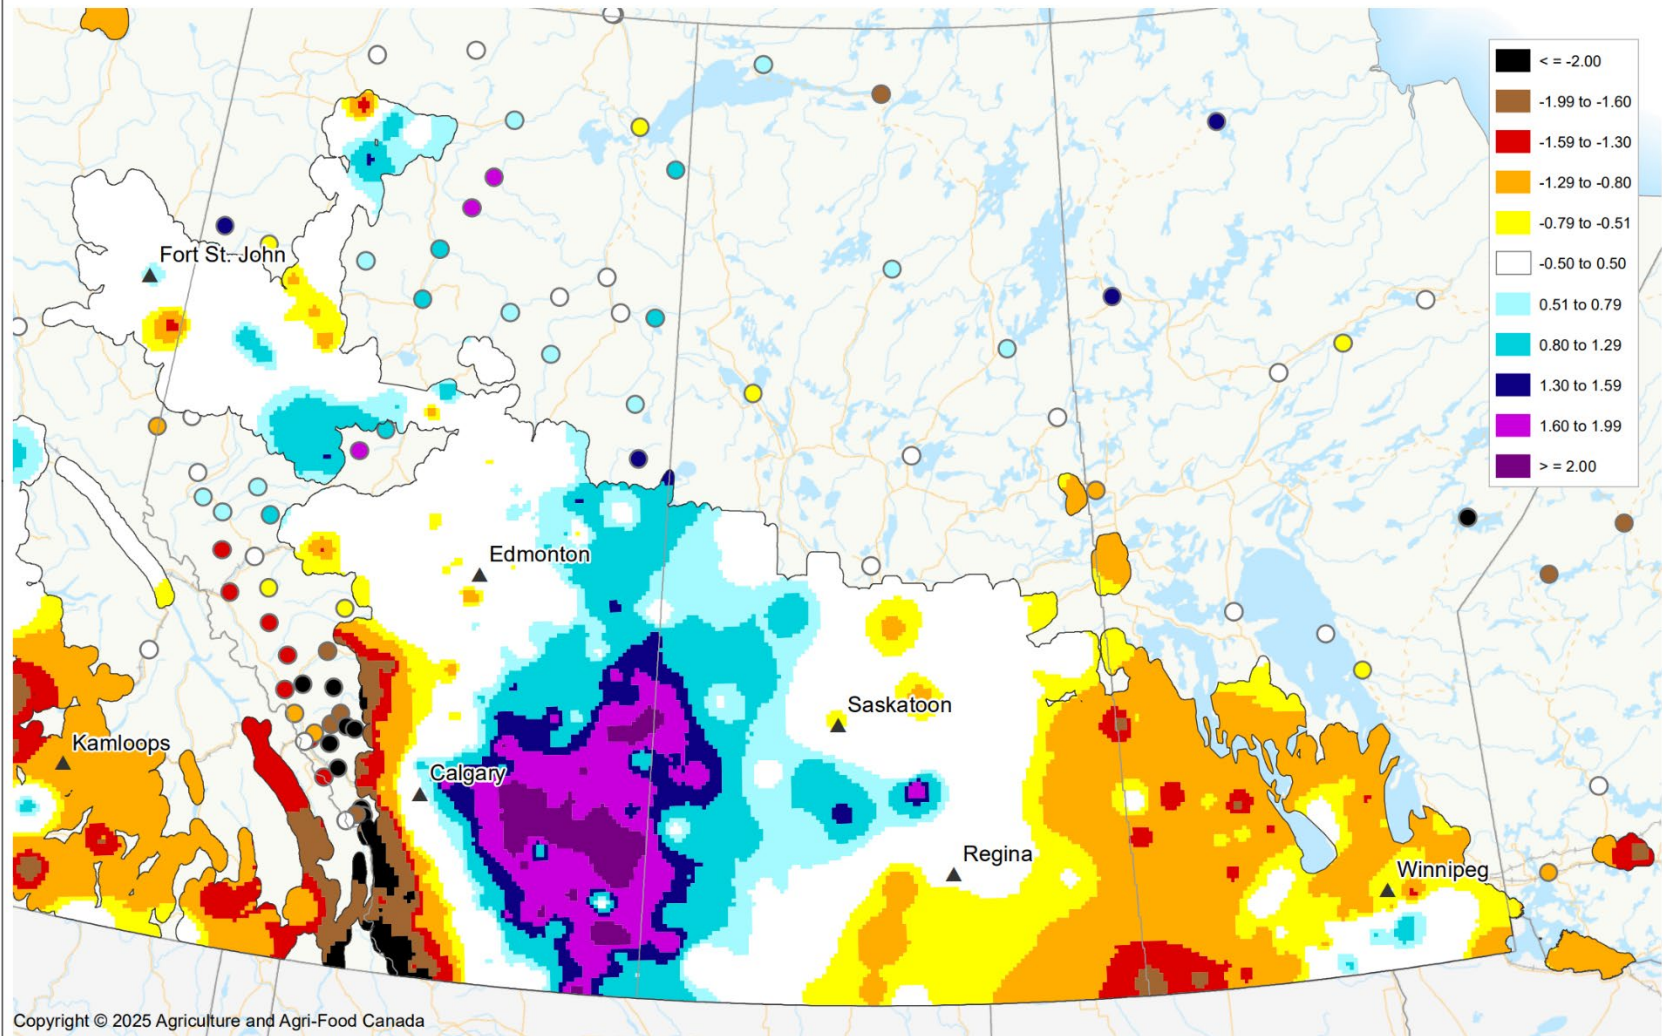 <= -2.00
-1.99 to -1.60
-1.59 to -1.30
-1.29 to -0.80
-0.79 to -0.51
-0.50 to 0.50
0.51 to 0.79
0.80 to 1.29
1.30 to 1.59
1.60 to 1.99
>= 2.00
Fort St. John
Edmonton
Saskatoon
Kamloops
Calgary
Regina
Winnipeg
Copyright © 2025 Agriculture and Agri-Food Canada